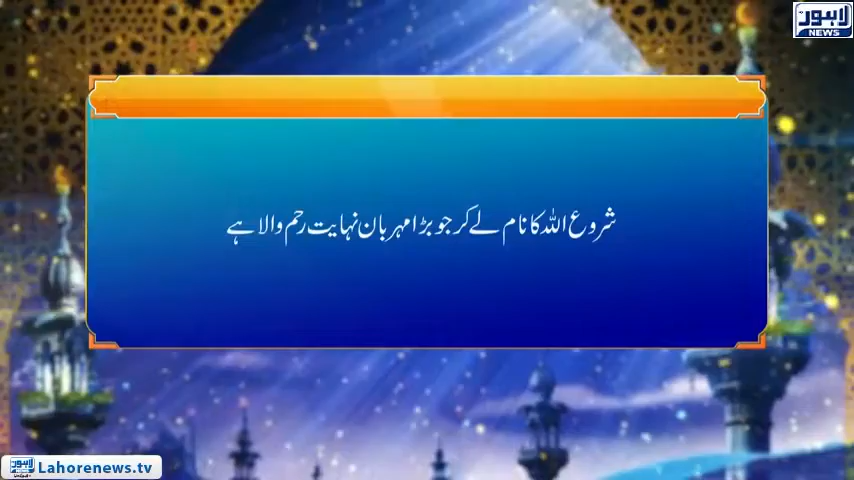 لاہور
NEWS
شروع اللہ کا نام لے کر جو بڑا مہربان نہایت رحم والا ہے
Lahorenews.tv